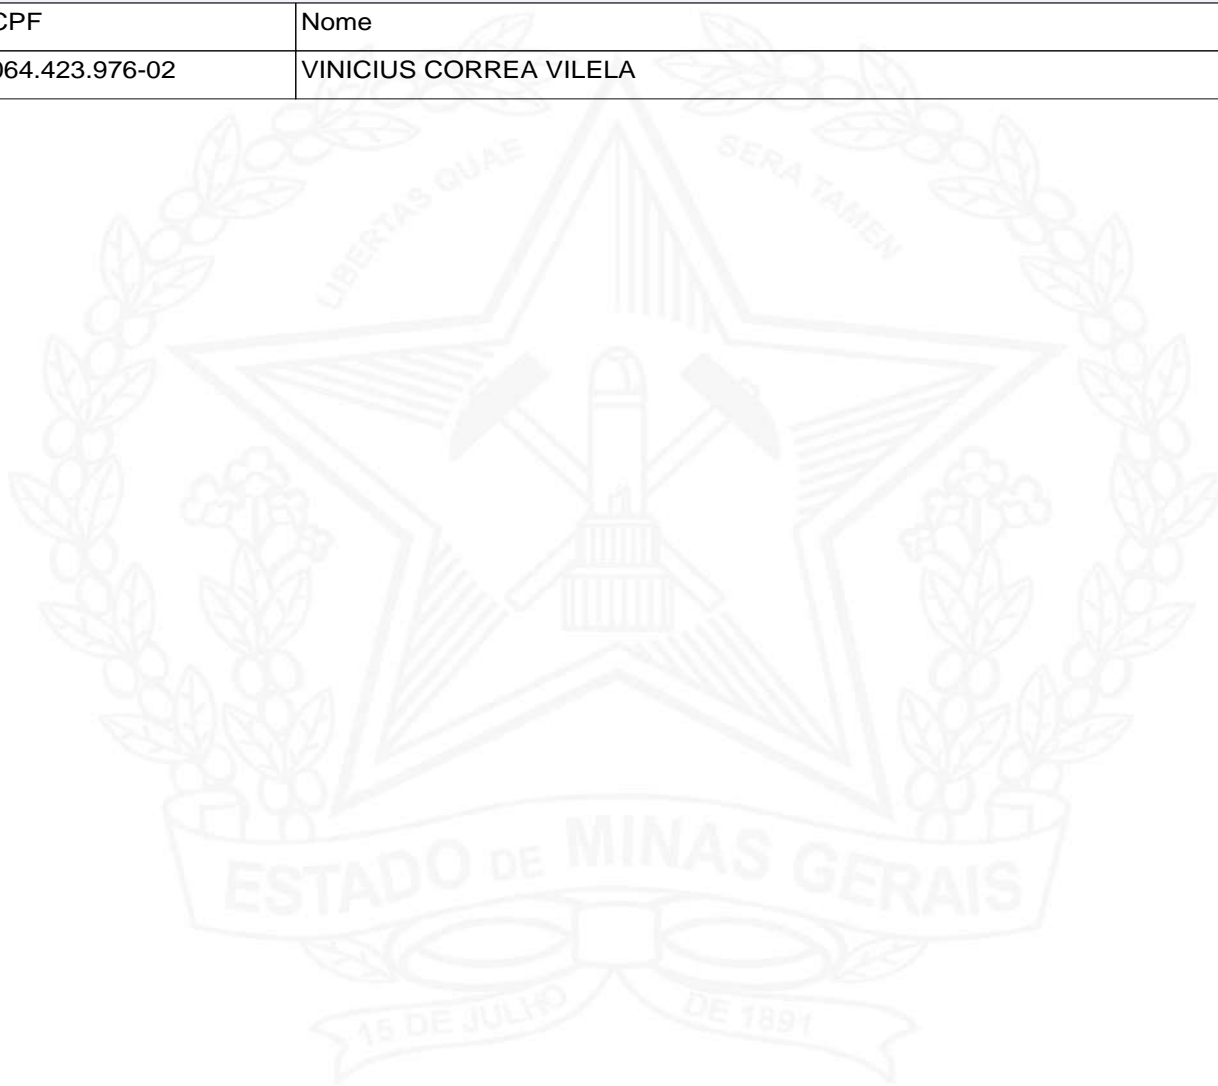 CPF Nome
064.423.976-02 VINICIUS CORREA VILELA
LIBERTAS QUAE SERA TAMEN
ESTADO DE MINAS GERAIS
15 DE JULHO DE 1891